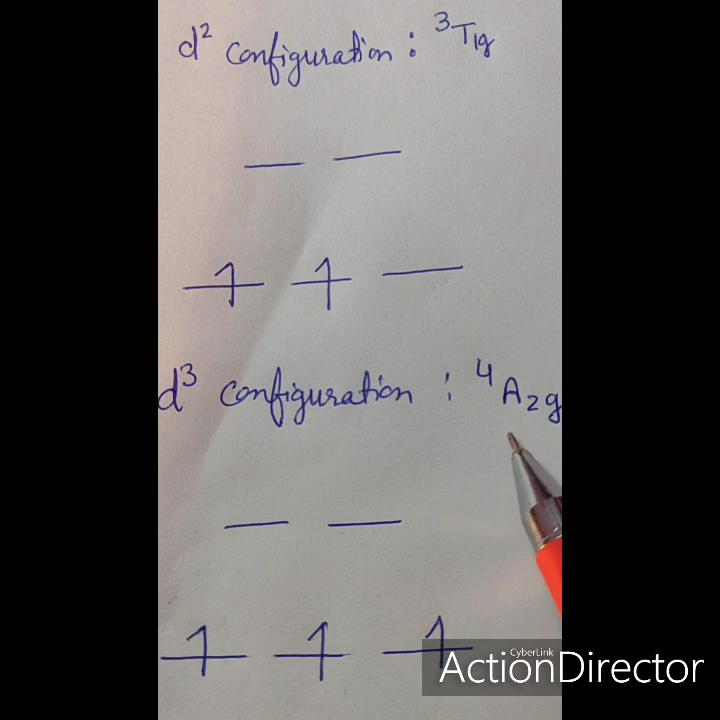 d² configuration : ³T₁g
d³ configuration : ⁴A₂g
CyberLink
ActionDirector